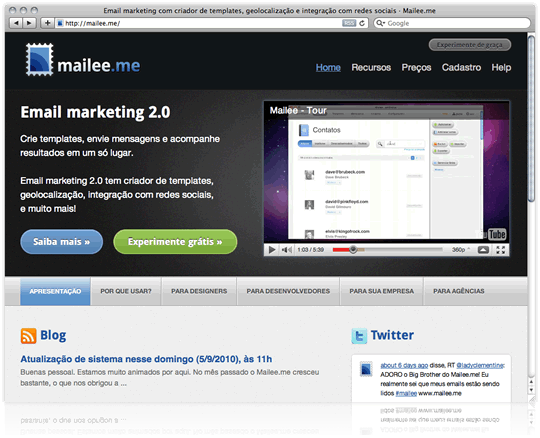 Email marketing com criador de templates, geolocalização e integração com redes sociais - Mailee.me
http://mailee.me/
RSS
Google
Experimente de graça
mailee.me
Home Recursos Preços Cadastro Help
Email marketing 2.0
Crie templates, envie mensagens e acompanhe
resultados em um só lugar.
Email marketing 2.0 tem criador de templates,
geolocalização, integração com redes sociais,
e muito mais!
Saiba mais »
Experimente grátis »
Mailee - Tour
Contatos
dave@brubeck.com
david@pinkfloyd.com
elvis@kingofrock.com
YouTube
1:03 / 5:39
360p
APRESENTAÇÃO
POR QUE USAR?
PARA DESIGNERS
PARA DESENVOLVEDORES
PARA SUA EMPRESA
PARA AGÊNCIAS
Blog
Atualização de sistema nesse domingo (5/9/2010), às 11h
Buenas pessoal. Estamos muito animados por aqui. No mês passado o Mailee.me cresceu
bastante, o que nos obrigou a ...
Twitter
about 6 days ago disse, RT @ladyclementine:
ADORO o Big Brother do Mailee.me! Eu
realmente sei que meus emails estão sendo
lidos #mailee www.mailee.me